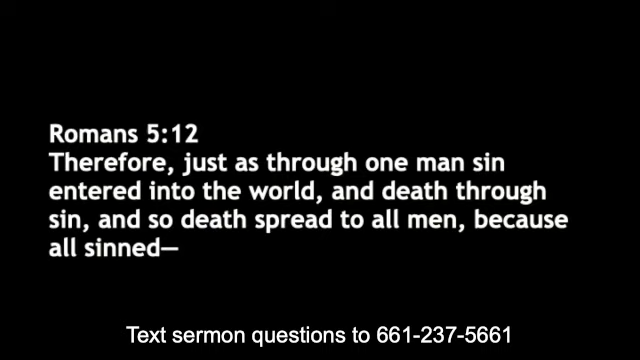 Romans 5:12
Therefore, just as through one man sin
entered into the world, and death through
sin, and so death spread to all men, because
all sinned—
Text sermon questions to 661-237-5661